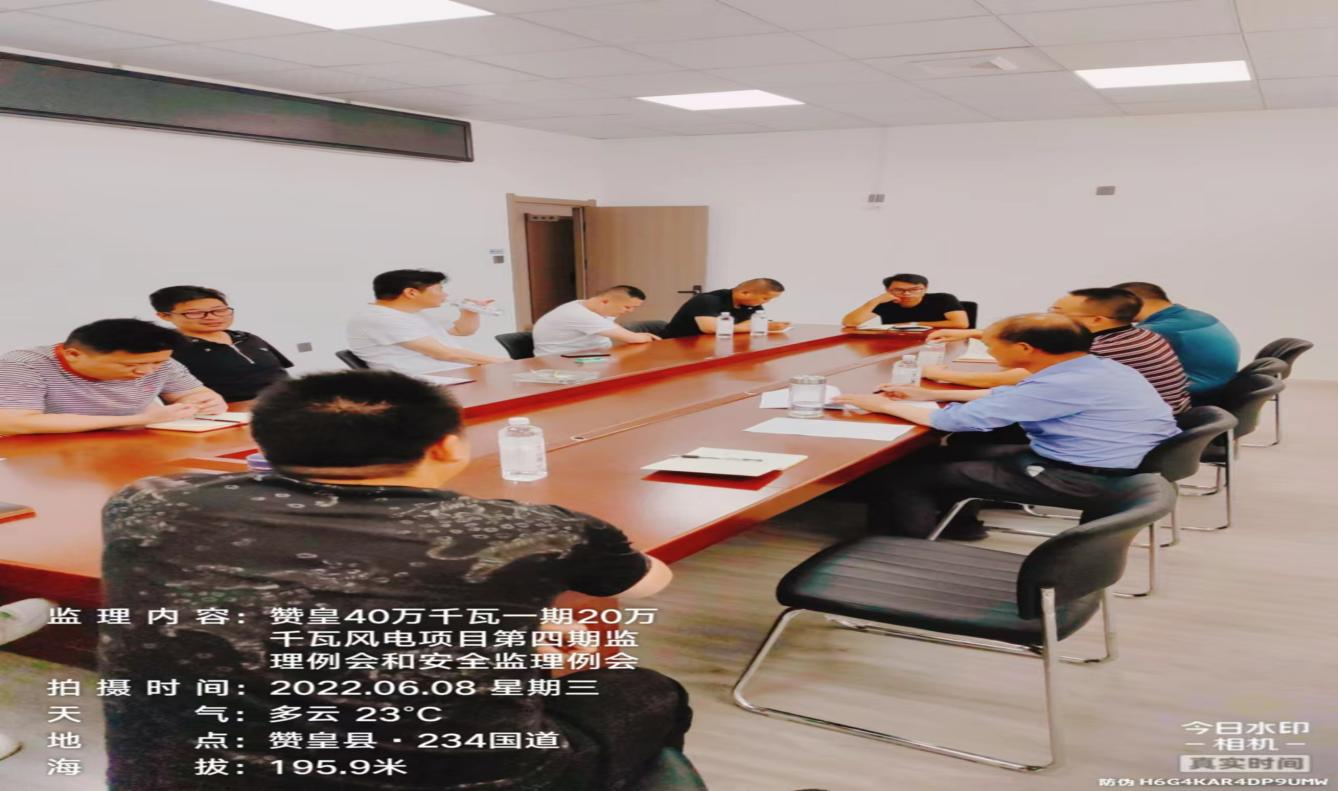 监理内容：赞皇40万千瓦一期20万
千瓦风电项目第四期监
理例会和安全监理例会
拍摄时间：2022.06.08 星期三
天气：多云 23°C
地点：赞皇县·234国道
海拔：195.9米
今日水印
-相机-
真实时间
防伪 H6G4KAR4DP9UMW